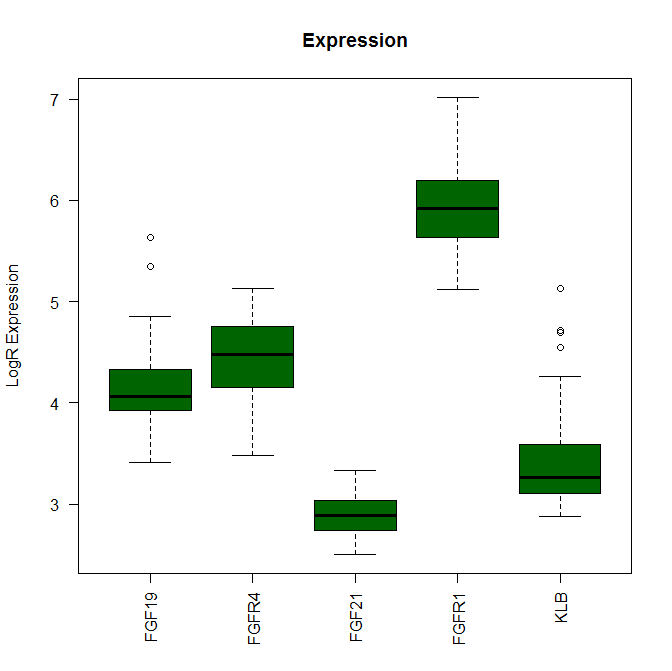 Expression
LogR Expression
7
6
5
4
3
FGF19
FGFR4
FGF21
FGFR1
KLB